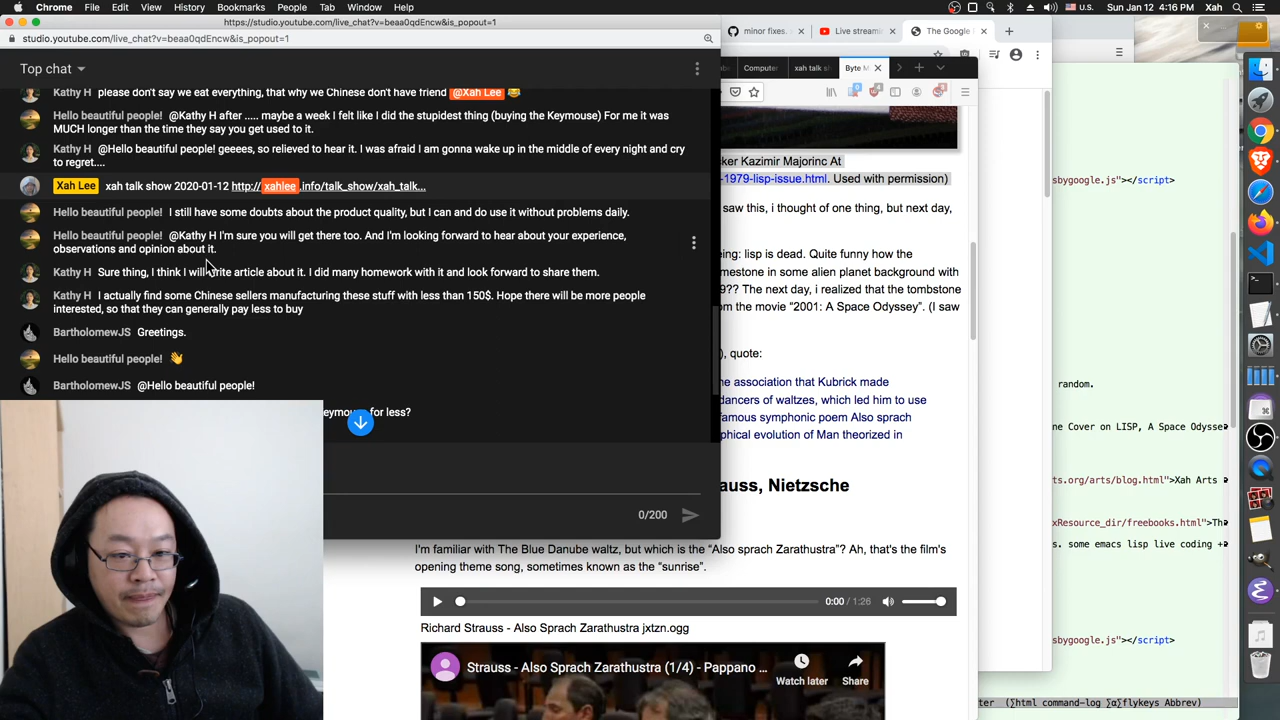 Chrome File Edit View History Bookmarks People Tab Window Help
U.S. Sun Jan 12 4:16 PM Xah
https://studio.youtube.com/live_chat?v=beaa0qdEncw&is_popout=1
studio.youtube.com/live_chat?v=beaa0qdEncw&is_popout=1
minor fixes.
Live streami
The Google
Top chat
Computer
xah talk sh
Byte M
Kathy H please don't say we eat everything, that why we Chinese don't have friend @Xah Lee 😂
Hello beautiful people! @Kathy H after ..... maybe a week I felt like I did the stupidest thing (buying the Keymouse) For me it was
MUCH longer than the time they say you get used to it.
Kathy H @Hello beautiful people! geeees, so relieved to hear it. I was afraid I am gonna wake up in the middle of every night and cry
to regret....
Xah Lee xah talk show 2020-01-12 http:// xahlee .info/talk_show/xah_talk...
Hello beautiful people! I still have some doubts about the product quality, but I can and do use it without problems daily.
Hello beautiful people! @Kathy H I'm sure you will get there too. And I'm looking forward to hear about your experience,
observations and opinion about it.
Kathy H Sure thing, I think I will write article about it. I did many homework with it and look forward to share them.
Kathy H I actually find some Chinese sellers manufacturing these stuff with less than 150$. Hope there will be more people
interested, so that they can generally pay less to buy
BartholomewJS Greetings.
Hello beautiful people! 👋
BartholomewJS @Hello beautiful people!
eymouse for less?
0/200
ker Kazimir Majorinc At
-1979-lisp-issue.html. Used with permission)
saw this, i thought of one thing, but next day,
ing: lisp is dead. Quite funny how the
mestone in some alien planet background with
9?? The next day, i realized that the tombstone
om the movie “2001: A Space Odyssey”. (I saw
), quote:
e association that Kubrick made
dancers of waltzes, which led him to use
famous symphonic poem Also sprach
phical evolution of Man theorized in
auss, Nietzsche
I'm familiar with The Blue Danube waltz, but which is the “Also sprach Zarathustra”? Ah, that's the film's
opening theme song, sometimes known as the “sunrise”.
0:00 / 1:26
Richard Strauss - Also Sprach Zarathustra jxtzn.ogg
Strauss - Also Sprach Zarathustra (1/4) - Pappano ...
Watch later
Share
sbygoogle.js"></script>
random.
ne Cover on LISP, A Space Odysse
ts.org/arts/blog.html">Xah Arts
xResource_dir/freebooks.html">Th
s. some emacs lisp live coding +
sbygoogle.js"></script>
ter (∑html command-log ∑α∑flykeys Abbrev)